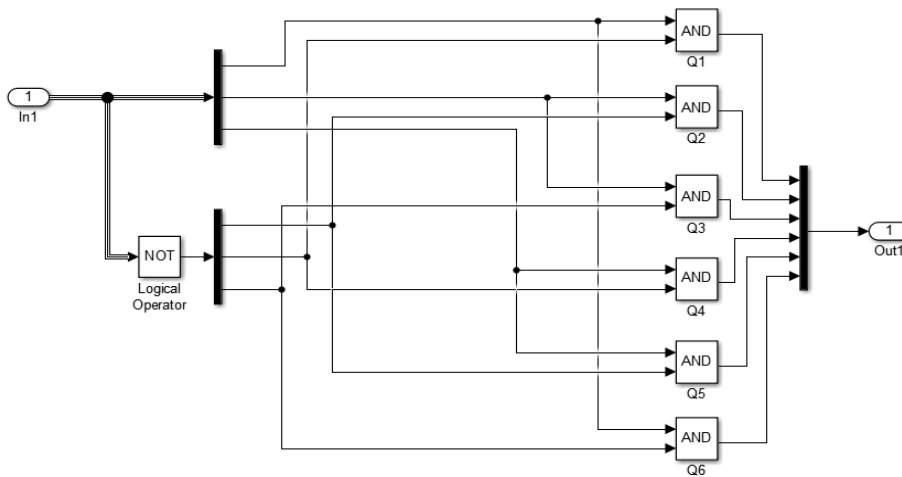 1
In1
NOT
Logical
Operator
AND
Q1
AND
Q2
AND
Q3
AND
Q4
AND
Q5
AND
Q6
1
Out1